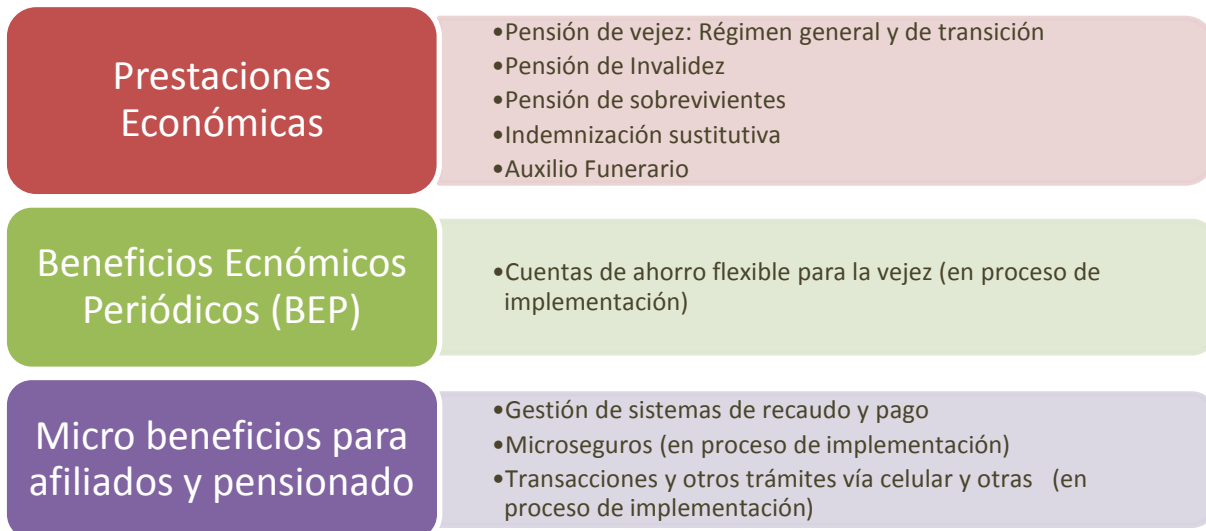 Prestaciones
Económicas
•Pensión de vejez: Régimen general y de transición
•Pensión de Invalidez
•Pensión de sobrevivientes
•Indemnización sustitutiva
•Auxilio Funerario
Beneficios Ecnómicos
Periódicos (BEP)
•Cuentas de ahorro flexible para la vejez (en proceso de
implementación)
Micro beneficios para
afiliados y pensionado
•Gestión de sistemas de recaudo y pago
•Microseguros (en proceso de implementación)
•Transacciones y otros trámites vía celular y otras (en
proceso de implementación)